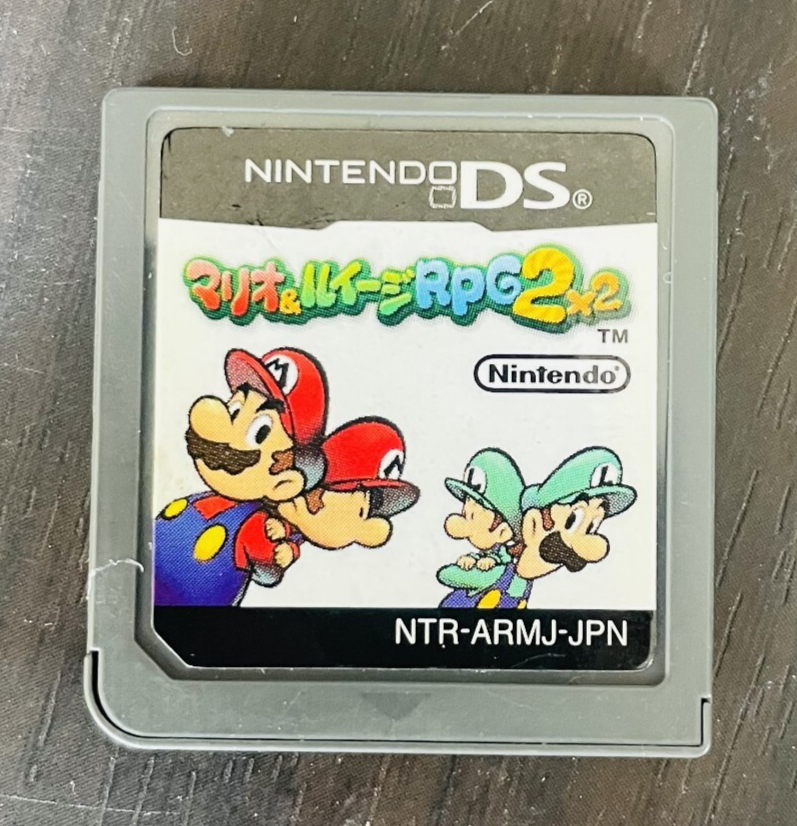 NINTENDO DS®
マリオ&ルイージRPG2×2
TM
Nintendo®
M
M
L
L
NTR-ARMJ-JPN